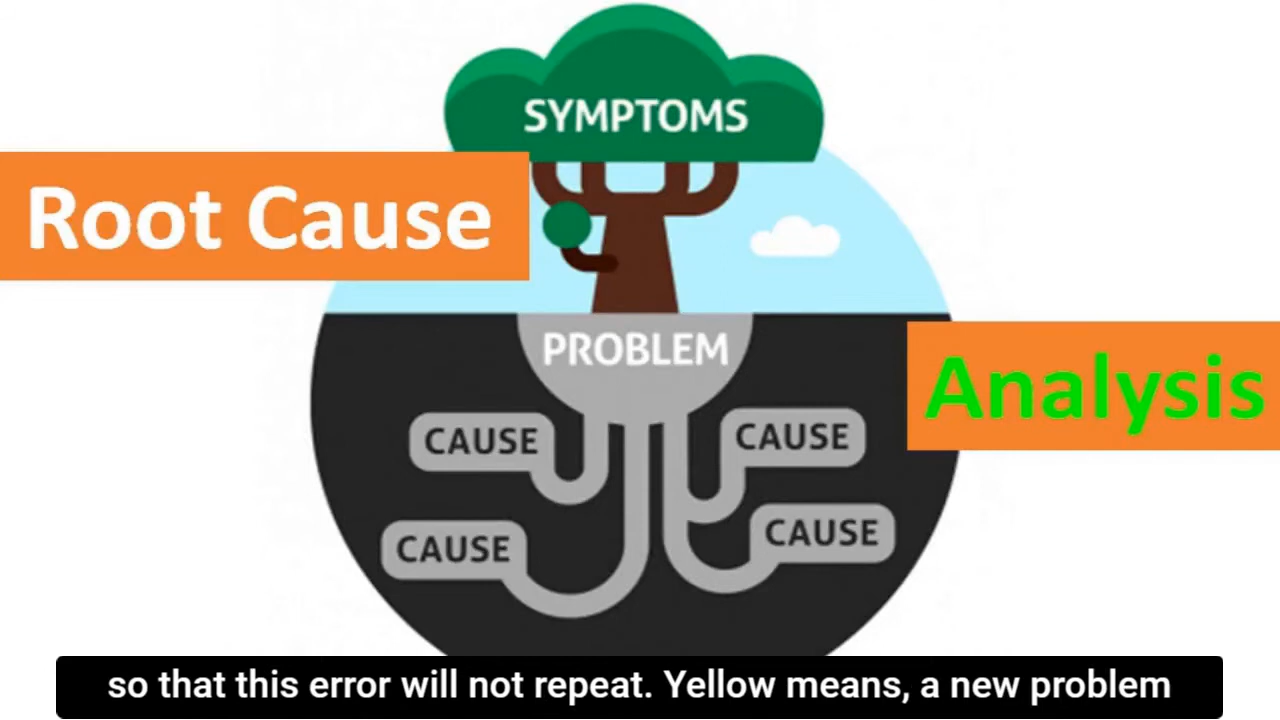 SYMPTOMS
Root Cause
PROBLEM
Analysis
CAUSE
CAUSE
CAUSE
CAUSE
so that this error will not repeat. Yellow means, a new problem